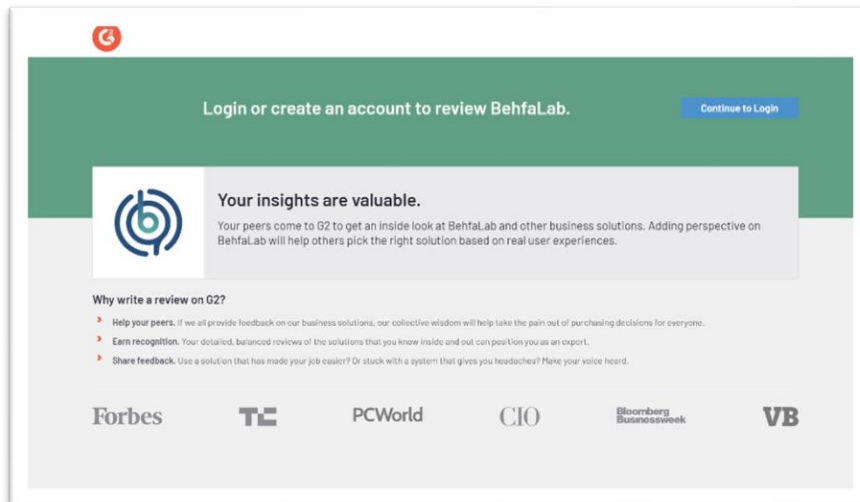 G2
Login or create an account to review BehfaLab.
Continue to Login
b
Your insights are valuable.
Your peers come to G2 to get an inside look at BehfaLab and other business solutions. Adding perspective on
BehfaLab will help others pick the right solution based on real user experiences.
Why write a review on G2?
Help your peers. If we all provide feedback on our business solutions, our collective wisdom will help take the pain out of purchasing decisions for everyone.
Earn recognition. Your detailed, balanced reviews of the solutions that you know inside and out can position you as an expert.
Share feedback. Use a solution that has made your job easier? Or stuck with a system that gives you headaches? Make your voice heard.
Forbes TC PCWorld CIO Bloomberg Businessweek VB